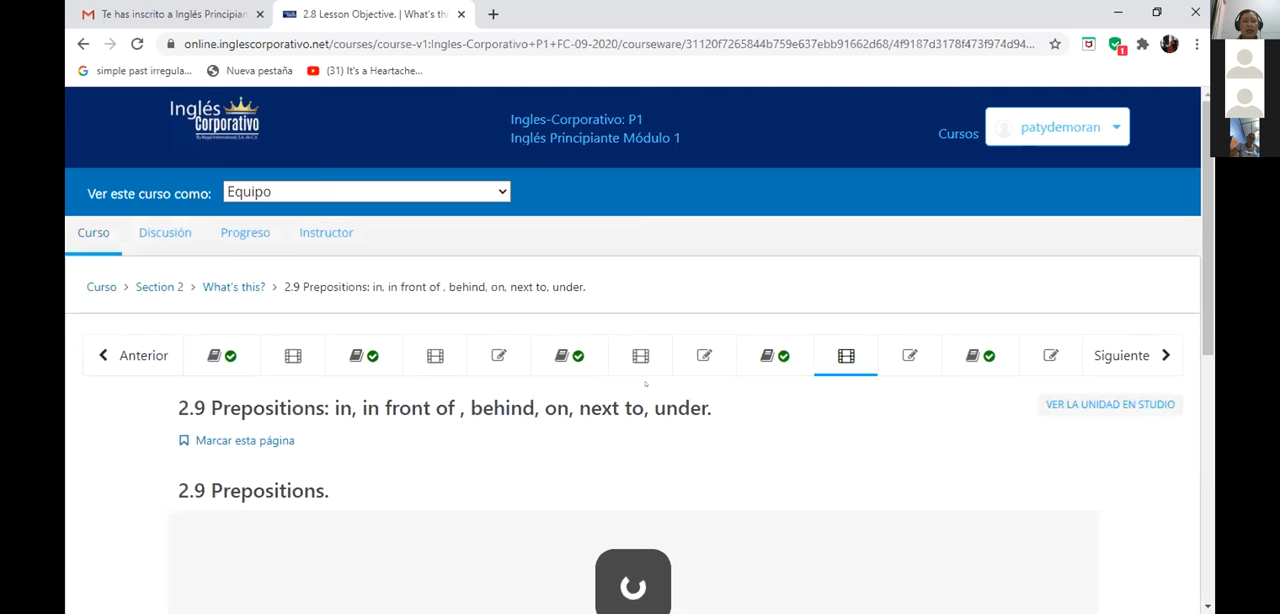 Te has inscrito a Inglés Principian
2.8 Lesson Objective. | What's thi
online.inglescorporativo.net/courses/course-v1:Ingles-Corporativo+P1+FC-09-2020/courseware/31120f7265844b759e637ebb91662d68/4f9187d3178f473f974d94...
1
simple past irregula...
Nueva pestaña
(31) It's a Heartache...
Inglés
Corporativo
Ingles-Corporativo: P1
Inglés Principiante Módulo 1
Cursos
patydemoran
Ver este curso como:
Equipo
Curso
Discusión
Progreso
Instructor
Curso > Section 2 > What's this? > 2.9 Prepositions: in, in front of , behind, on, next to, under.
Anterior
Siguiente
2.9 Prepositions: in, in front of , behind, on, next to, under.
VER LA UNIDAD EN STUDIO
Marcar esta página
2.9 Prepositions.